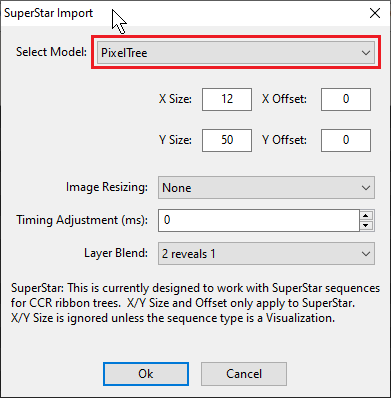 SuperStar Import
Select Model: PixelTree
X Size: 12 X Offset: 0
Y Size: 50 Y Offset: 0
Image Resizing: None
Timing Adjustment (ms): 0
Layer Blend: 2 reveals 1
SuperStar: This is currently designed to work with SuperStar sequences
for CCR ribbon trees.  X/Y Size and Offset only apply to SuperStar.
X/Y Size is ignored unless the sequence type is a Visualization.
Ok Cancel